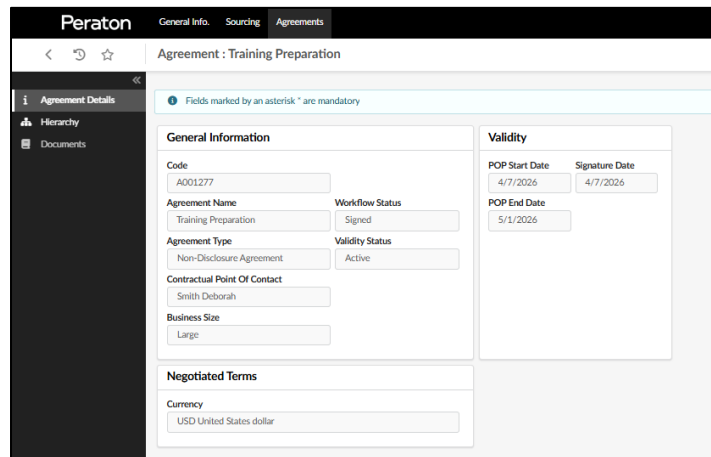 Peraton
General Info. Sourcing Agreements
Agreement : Training Preparation
Agreement Details
Hierarchy
Documents
Fields marked by an asterisk * are mandatory
General Information
Code
A001277
Agreement Name Workflow Status
Training Preparation Signed
Agreement Type Validity Status
Non-Disclosure Agreement Active
Contractual Point Of Contact
Smith Deborah
Business Size
Large
Validity
POP Start Date Signature Date
4/7/2026 4/7/2026
POP End Date
5/1/2026
Negotiated Terms
Currency
USD United States dollar